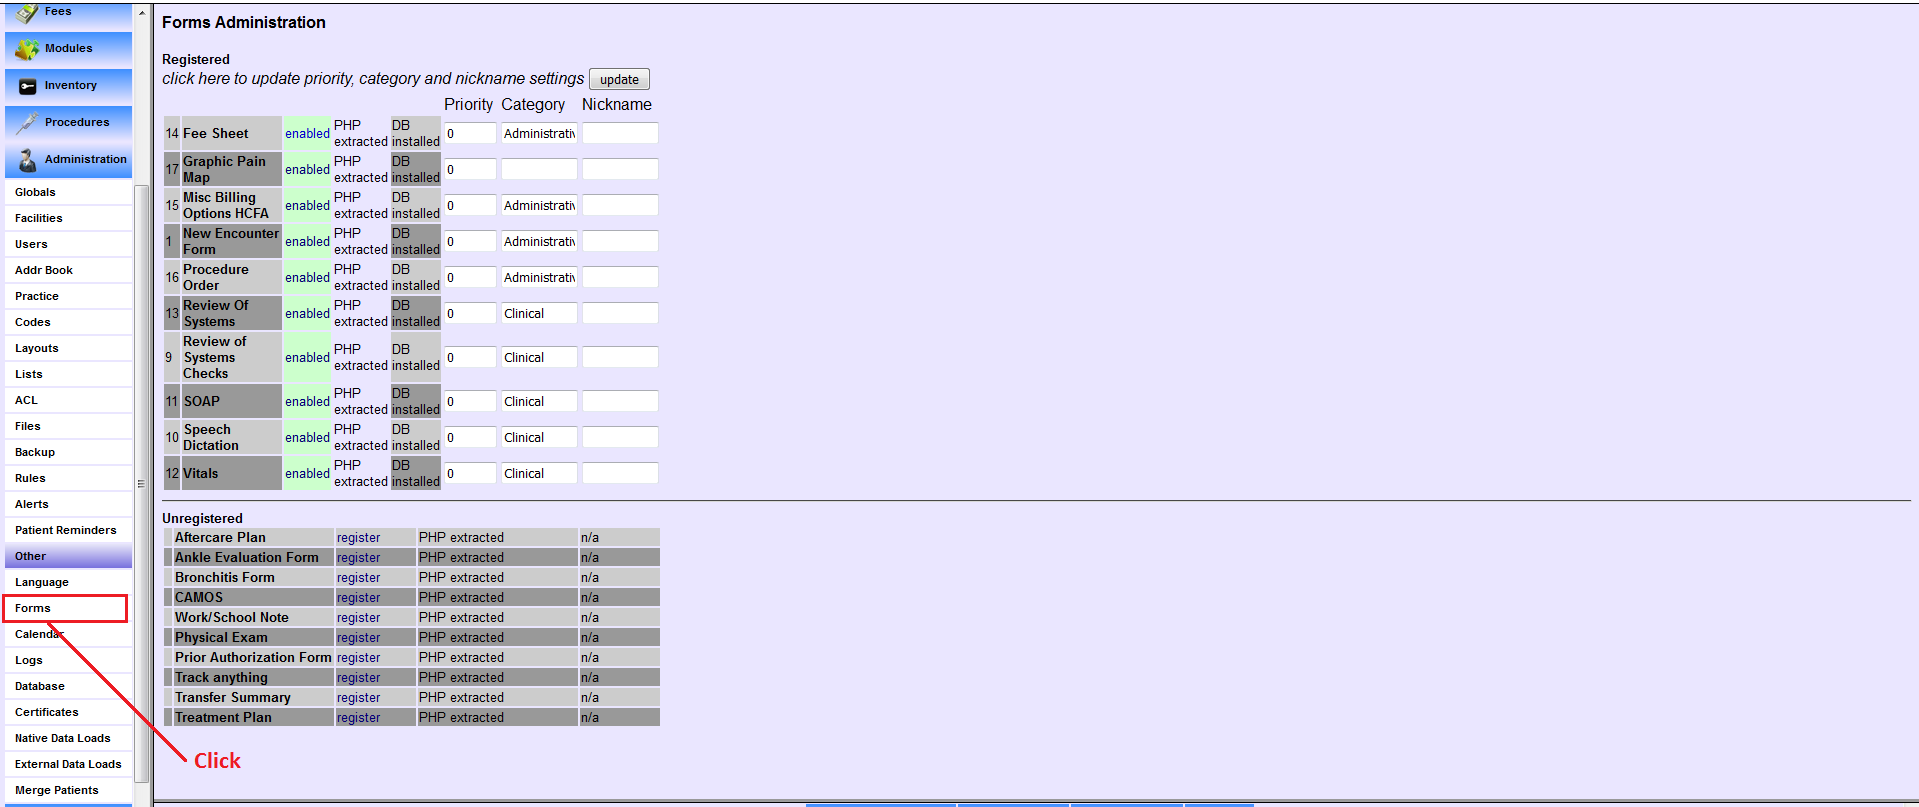 Fees
Modules
Inventory
Procedures
Administration
Globals
Facilities
Users
Addr Book
Practice
Codes
Layouts
Lists
ACL
Files
Backup
Rules
Alerts
Patient Reminders
Other
Language
Forms
Calendar
Logs
Database
Certificates
Native Data Loads
External Data Loads
Merge Patients
Forms Administration
Registered
click here to update priority, category and nickname settings update
Priority Category Nickname
14 Fee Sheet enabled PHP extracted DB installed 0 Administrativ
17 Graphic Pain Map enabled PHP extracted DB installed 0
15 Misc Billing Options HCFA enabled PHP extracted DB installed 0 Administrativ
1 New Encounter Form enabled PHP extracted DB installed 0 Administrativ
16 Procedure Order enabled PHP extracted DB installed 0 Administrativ
13 Review Of Systems enabled PHP extracted DB installed 0 Clinical
9 Review of Systems Checks enabled PHP extracted DB installed 0 Clinical
11 SOAP enabled PHP extracted DB installed 0 Clinical
10 Speech Dictation enabled PHP extracted DB installed 0 Clinical
12 Vitals enabled PHP extracted DB installed 0 Clinical
Unregistered
Aftercare Plan register PHP extracted n/a
Ankle Evaluation Form register PHP extracted n/a
Bronchitis Form register PHP extracted n/a
CAMOS register PHP extracted n/a
Work/School Note register PHP extracted n/a
Physical Exam register PHP extracted n/a
Prior Authorization Form register PHP extracted n/a
Track anything register PHP extracted n/a
Transfer Summary register PHP extracted n/a
Treatment Plan register PHP extracted n/a
Click